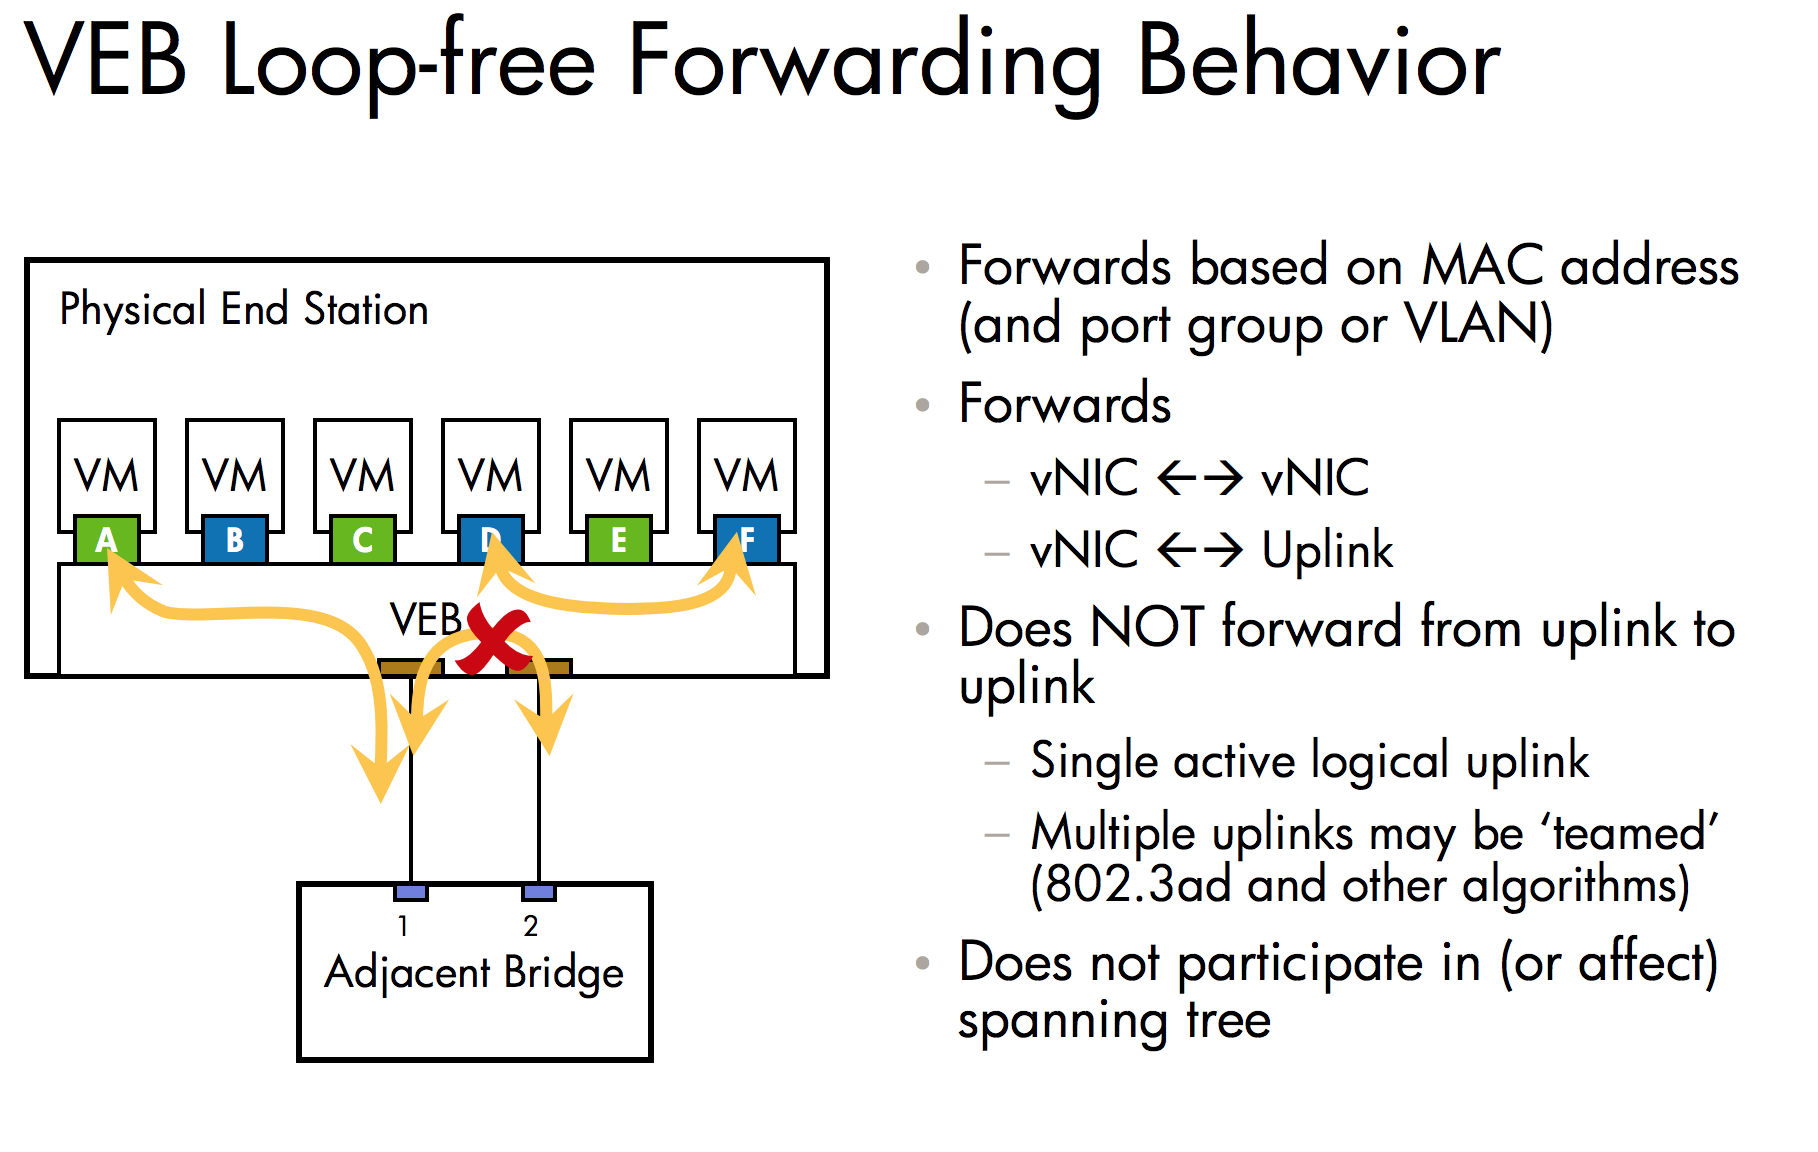 VEB Loop-free Forwarding Behavior
Physical End Station
VM VM VM VM VM VM
A B C D E F
VEB
1 2
Adjacent Bridge
• Forwards based on MAC address
(and port group or VLAN)
• Forwards
– vNIC ←→ vNIC
– vNIC ←→ Uplink
• Does NOT forward from uplink to
uplink
– Single active logical uplink
– Multiple uplinks may be ‘teamed’
(802.3ad and other algorithms)
• Does not participate in (or affect)
spanning tree